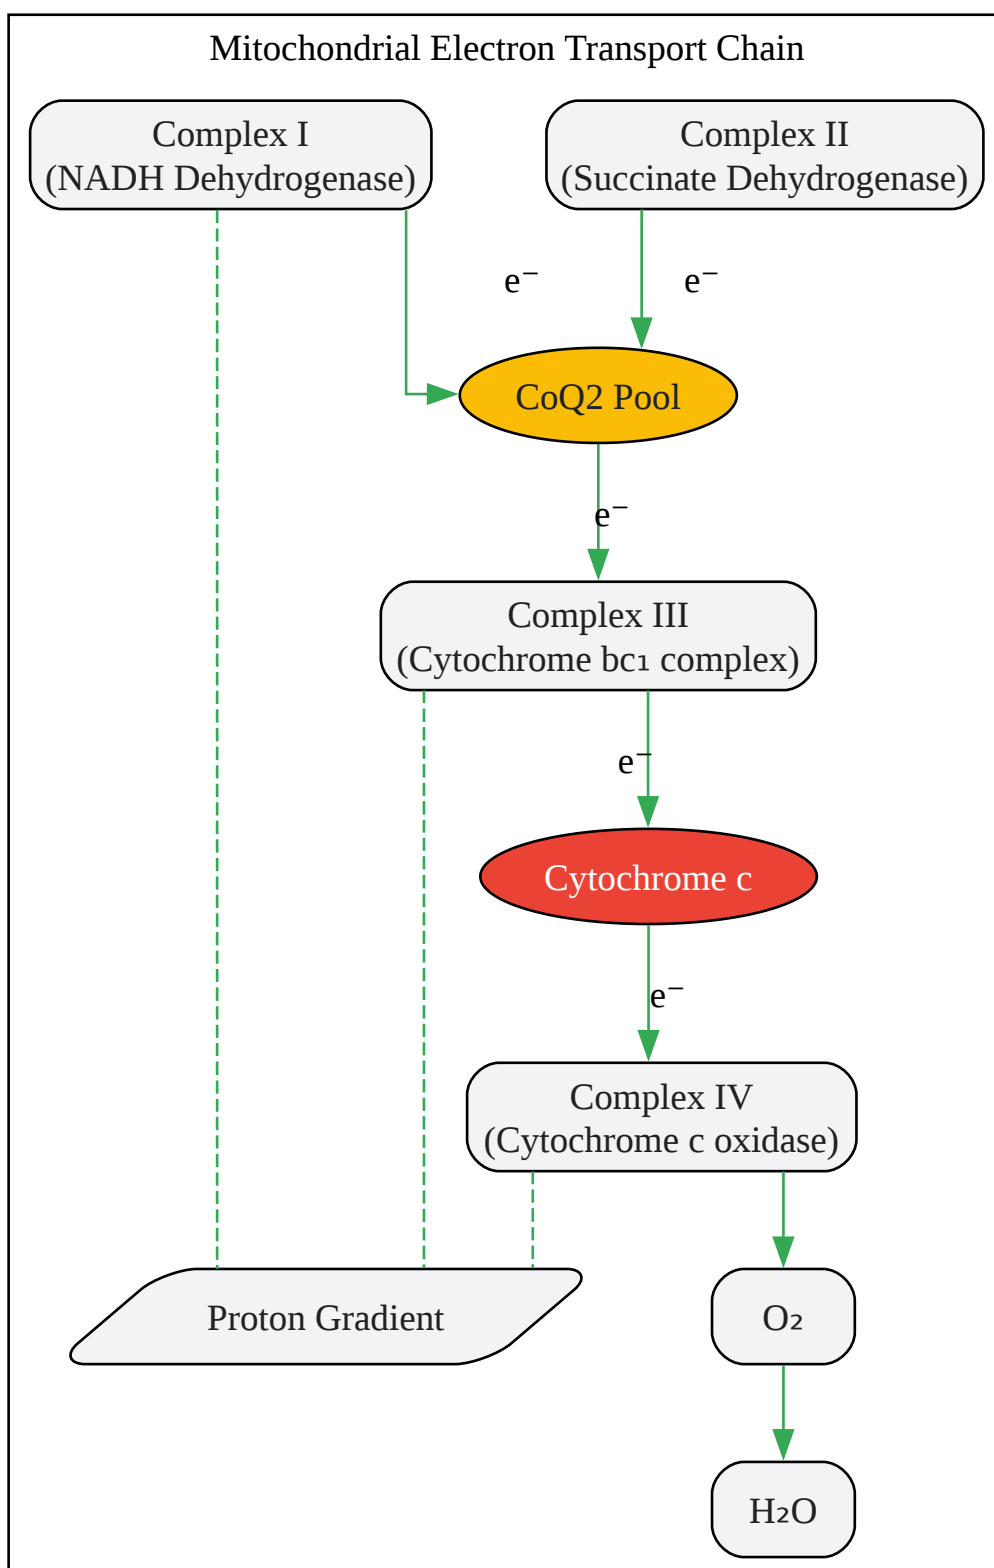 Mitochondrial Electron Transport Chain
Complex I
(NADH Dehydrogenase)
Complex II
(Succinate Dehydrogenase)
e⁻
e⁻
CoQ2 Pool
e⁻
Complex III
(Cytochrome bc₁ complex)
e⁻
Cytochrome c
e⁻
Complex IV
(Cytochrome c oxidase)
Proton Gradient
O₂
H₂O